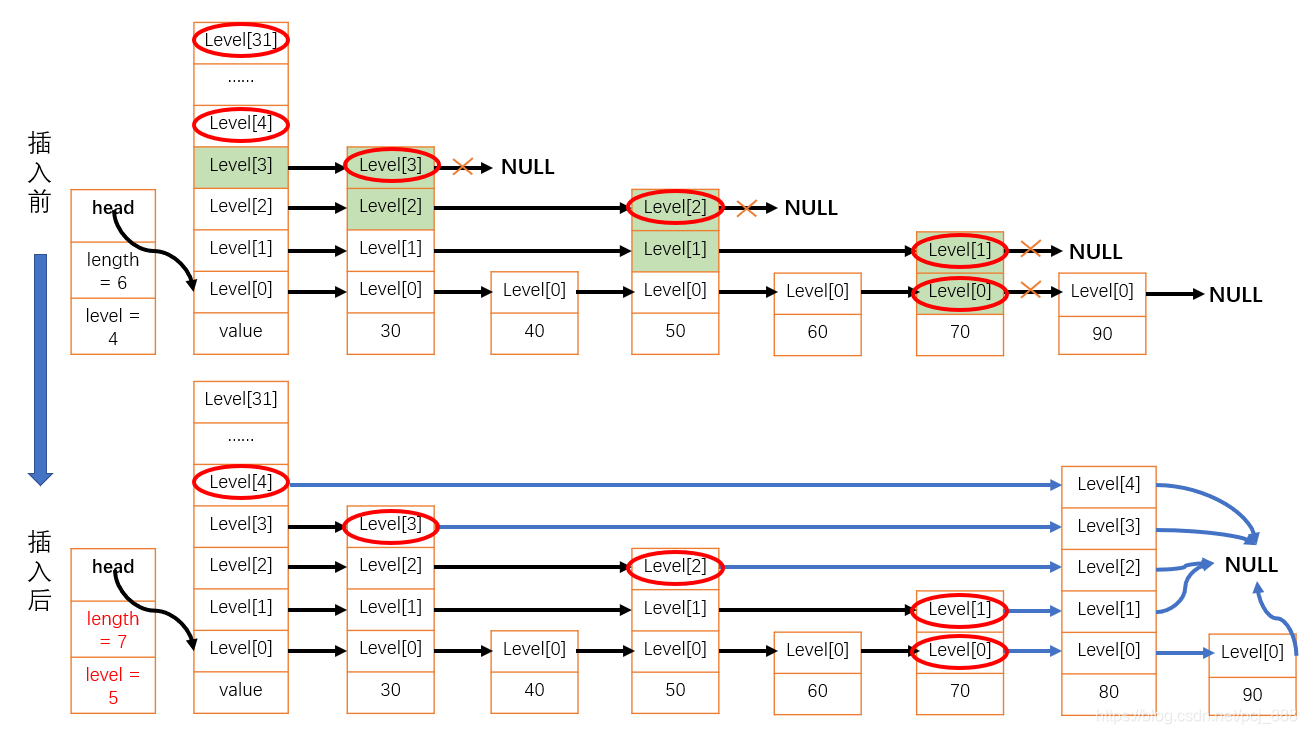 插入前
head
length
= 6
level =
4
Level[31]
……
Level[4]
Level[3]
Level[2]
Level[1]
Level[0]
value
Level[3]
Level[2]
Level[1]
Level[0]
30
NULL
Level[0]
40
Level[2]
Level[1]
Level[0]
50
NULL
Level[0]
60
Level[1]
Level[0]
70
NULL
Level[0]
90
NULL
插入后
head
length
= 7
level =
5
Level[31]
……
Level[4]
Level[3]
Level[2]
Level[1]
Level[0]
value
Level[3]
Level[2]
Level[1]
Level[0]
30
Level[0]
40
Level[2]
Level[1]
Level[0]
50
Level[0]
60
Level[1]
Level[0]
70
Level[4]
Level[3]
Level[2]
Level[1]
Level[0]
80
NULL
Level[0]
90